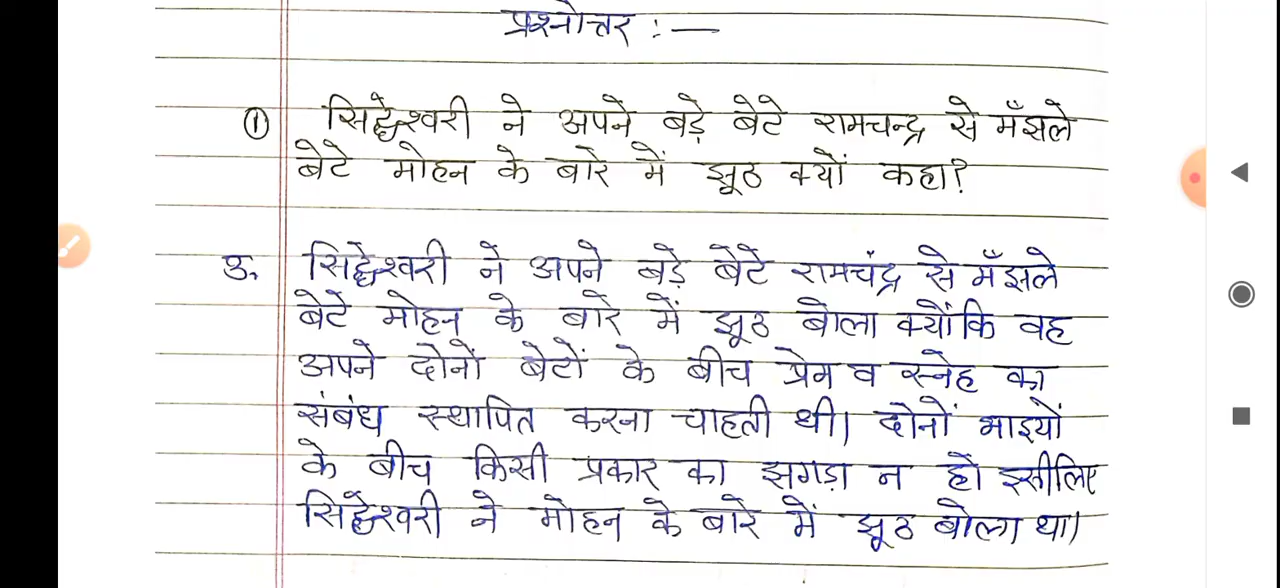 प्रश्नोत्तर : —
① सिद्धेश्वरी ने अपने बड़े बेटे रामचन्द्र से मँझले
बेटे मोहन के बारे में झूठ क्यों कहा?
उ. सिद्धेश्वरी ने अपने बड़े बेटे रामचंद्र से मँझले
बेटे मोहन के बारे में झूठ बोला क्योंकि वह
अपने दोनों बेटों के बीच प्रेम व स्नेह का
संबंध स्थापित करना चाहती थी। दोनों भाइयों
के बीच किसी प्रकार का झगड़ा न हो इसीलिए
सिद्धेश्वरी ने मोहन के बारे में झूठ बोला था।